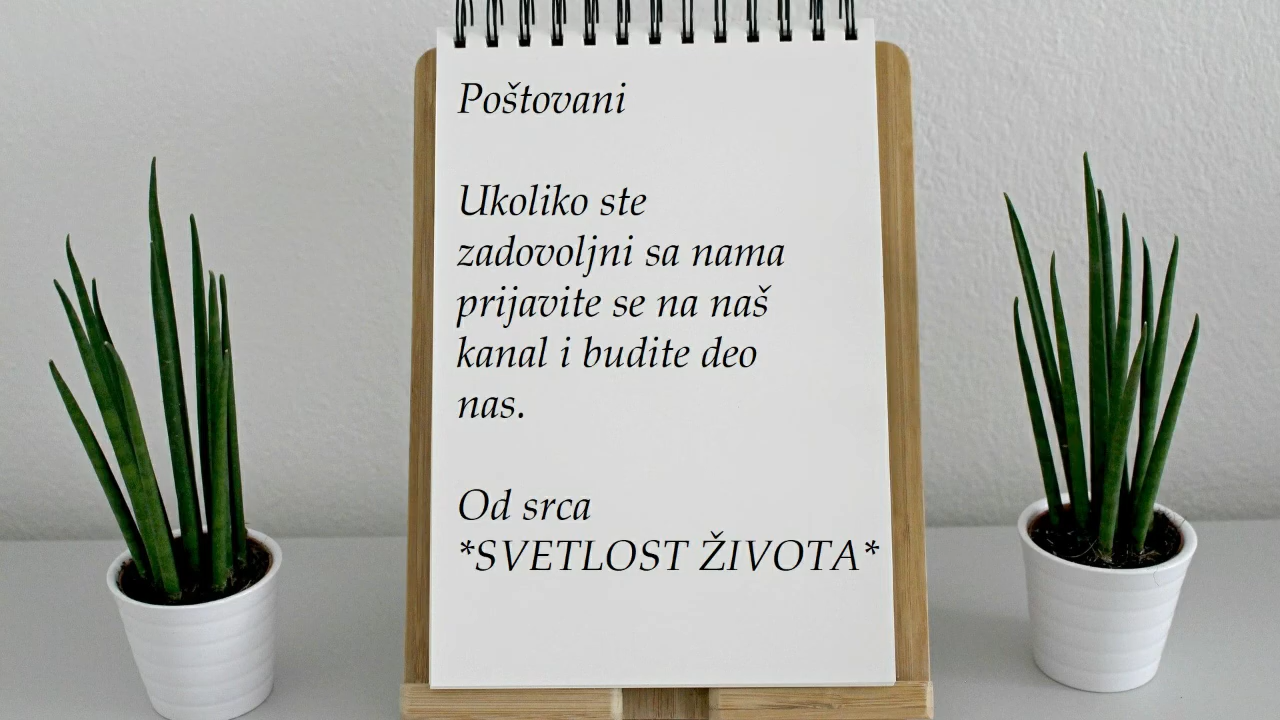 Poštovani
Ukoliko ste
zadovoljni sa nama
prijavite se na naš
kanal i budite deo
nas.
Od srca
*SVETLOST ŽIVOTA*